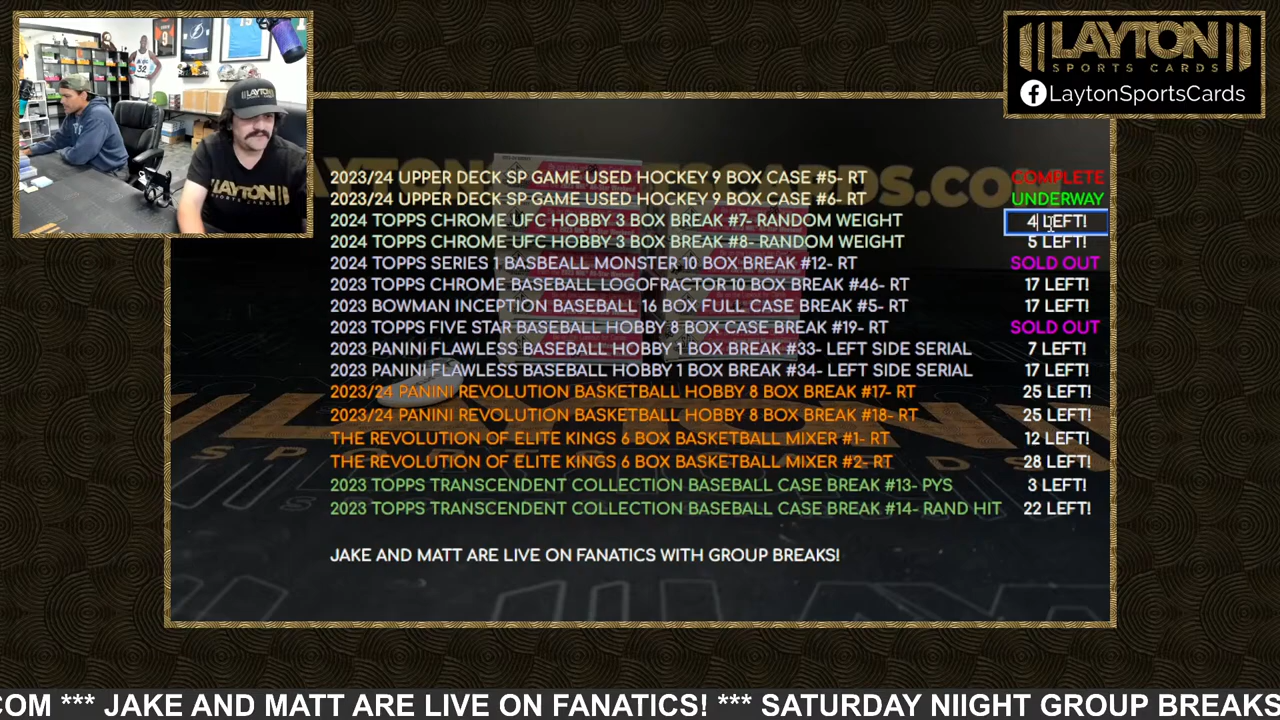 LAYTON
SPORTS CARDS
LaytonSportsCards
2023/24 UPPER DECK SP GAME USED HOCKEY 9 BOX CASE #5- RT COMPLETE
2023/24 UPPER DECK SP GAME USED HOCKEY 9 BOX CASE #6- RT UNDERWAY
2024 TOPPS CHROME UFC HOBBY 3 BOX BREAK #7- RANDOM WEIGHT 4 LEFT!
2024 TOPPS CHROME UFC HOBBY 3 BOX BREAK #8- RANDOM WEIGHT 5 LEFT!
2024 TOPPS SERIES 1 BASBEALL MONSTER 10 BOX BREAK #12- RT SOLD OUT
2023 TOPPS CHROME BASEBALL LOGOFRACTOR 10 BOX BREAK #46- RT 17 LEFT!
2023 BOWMAN INCEPTION BASEBALL 16 BOX FULL CASE BREAK #5- RT 17 LEFT!
2023 TOPPS FIVE STAR BASEBALL HOBBY 8 BOX CASE BREAK #19- RT SOLD OUT
2023 PANINI FLAWLESS BASEBALL HOBBY 1 BOX BREAK #33- LEFT SIDE SERIAL 7 LEFT!
2023 PANINI FLAWLESS BASEBALL HOBBY 1 BOX BREAK #34- LEFT SIDE SERIAL 17 LEFT!
2023/24 PANINI REVOLUTION BASKETBALL HOBBY 8 BOX BREAK #17- RT 25 LEFT!
2023/24 PANINI REVOLUTION BASKETBALL HOBBY 8 BOX BREAK #18- RT 25 LEFT!
THE REVOLUTION OF ELITE KINGS 6 BOX BASKETBALL MIXER #1- RT 12 LEFT!
THE REVOLUTION OF ELITE KINGS 6 BOX BASKETBALL MIXER #2- RT 28 LEFT!
2023 TOPPS TRANSCENDENT COLLECTION BASEBALL CASE BREAK #13- PYS 3 LEFT!
2023 TOPPS TRANSCENDENT COLLECTION BASEBALL CASE BREAK #14- RAND HIT 22 LEFT!
JAKE AND MATT ARE LIVE ON FANATICS WITH GROUP BREAKS!
COM *** JAKE AND MATT ARE LIVE ON FANATICS! *** SATURDAY NIIGHT GROUP BREAKS